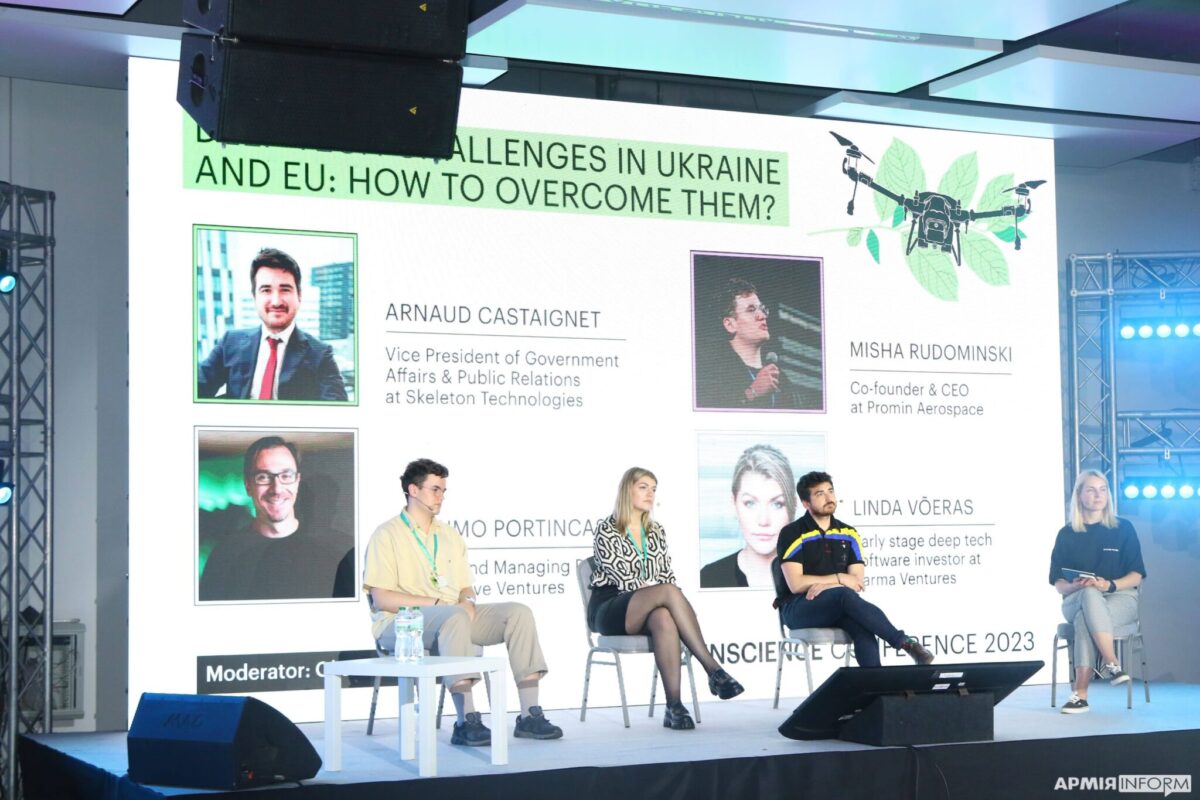 ALLENGES IN UKRAINE
AND EU: HOW TO OVERCOME THEM?
ARNAUD CASTAIGNET
Vice President of Government
Affairs & Public Relations
at Skeleton Technologies
MISHA RUDOMINSKI
Co-founder & CEO
at Promin Aerospace
IMO PORTINCA
nd Managing
ve Ventures
LINDA VÕERAS
arly stage deep tech
oftware investor at
arma Ventures
Moderator:
NSCIENCE CONFERENCE 2023
АРМІЯINFORM